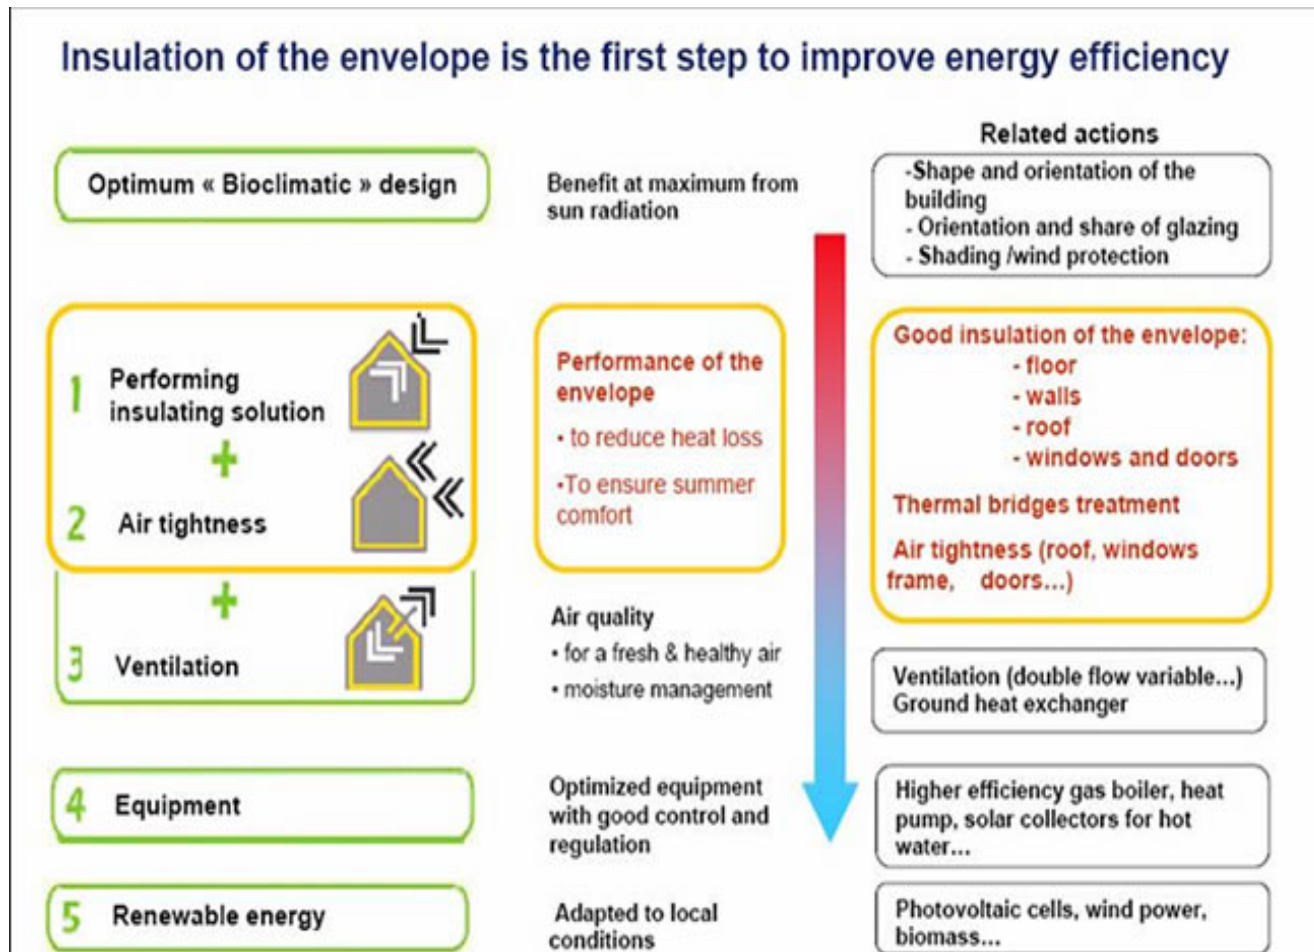 Insulation of the envelope is the first step to improve energy efficiency
Related actions
Optimum « Bioclimatic » design
Benefit at maximum from
sun radiation
-Shape and orientation of the
building
- Orientation and share of glazing
- Shading /wind protection
1 Performing
insulating solution
+
2 Air tightness
Performance of the
envelope
• to reduce heat loss
•To ensure summer
comfort
Good insulation of the envelope:
- floor
- walls
- roof
- windows and doors
Thermal bridges treatment
Air tightness (roof, windows
frame, doors...)
+
3 Ventilation
Air quality
• for a fresh & healthy air
• moisture management
Ventilation (double flow variable...)
Ground heat exchanger
4 Equipment
Optimized equipment
with good control and
regulation
Higher efficiency gas boiler, heat
pump, solar collectors for hot
water...
5 Renewable energy
Adapted to local
conditions
Photovoltaic cells, wind power,
biomass...